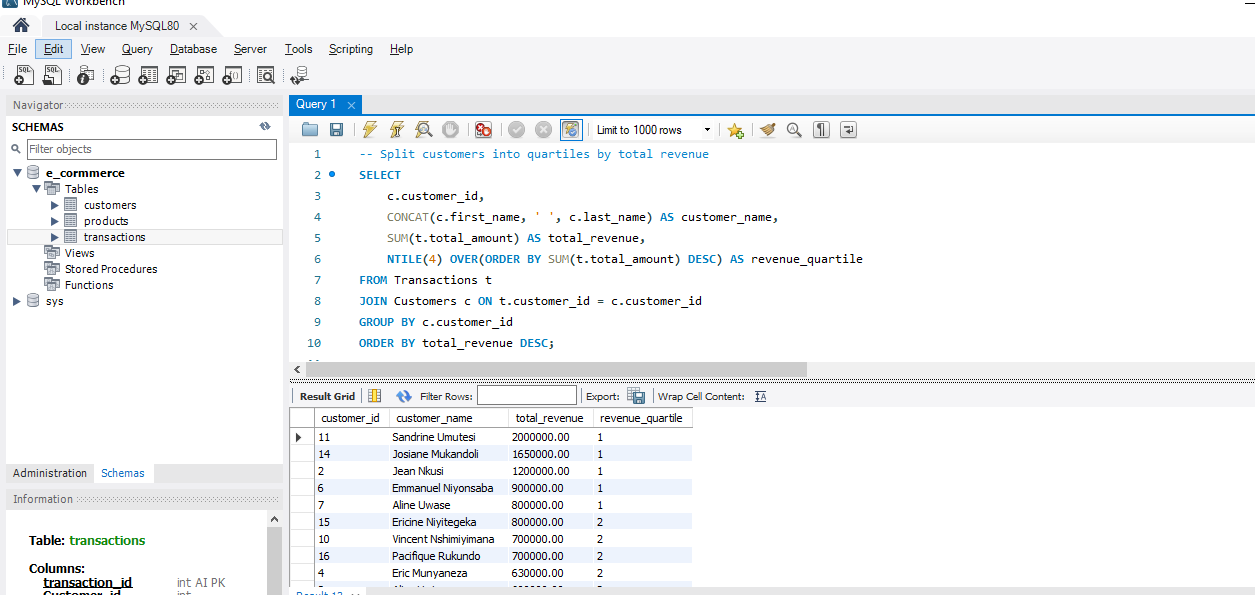 MySQL Workbench
Local instance MySQL80
File Edit View Query Database Server Tools Scripting Help
Navigator
SCHEMAS
Filter objects
e_cormmerce
Tables
customers
products
transactions
Views
Stored Procedures
Functions
sys
Administration Schemas
Information
Table: transactions
Columns:
transaction_id int AI PK
Customer_id int
Query 1
Limit to 1000 rows
1 -- Split customers into quartiles by total revenue
2 SELECT
3 c.customer_id,
4 CONCAT(c.first_name, ' ', c.last_name) AS customer_name,
5 SUM(t.total_amount) AS total_revenue,
6 NTILE(4) OVER(ORDER BY SUM(t.total_amount) DESC) AS revenue_quartile
7 FROM Transactions t
8 JOIN Customers c ON t.customer_id = c.customer_id
9 GROUP BY c.customer_id
10 ORDER BY total_revenue DESC;
Result Grid Filter Rows: Export: Wrap Cell Content:
customer_id customer_name total_revenue revenue_quartile
11 Sandrine Umutesi 2000000.00 1
14 Josiane Mukandoli 1650000.00 1
2 Jean Nkusi 1200000.00 1
6 Emmanuel Niyonsaba 900000.00 1
7 Aline Uwase 800000.00 1
15 Ericine Niyitegeka 800000.00 2
10 Vincent Nshimiyimana 700000.00 2
16 Pacifique Rukundo 700000.00 2
4 Eric Munyaneza 630000.00 2